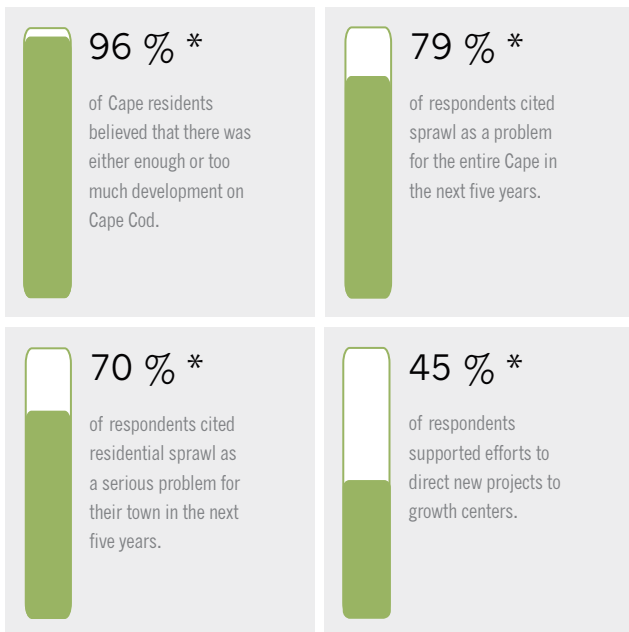 96 % *
of Cape residents
believed that there was
either enough or too
much development on
Cape Cod.
79 % *
of respondents cited
sprawl as a problem
for the entire Cape in
the next five years.
70 % *
of respondents cited
residential sprawl as
a serious problem for
their town in the next
five years.
45 % *
of respondents
supported efforts to
direct new projects to
growth centers.